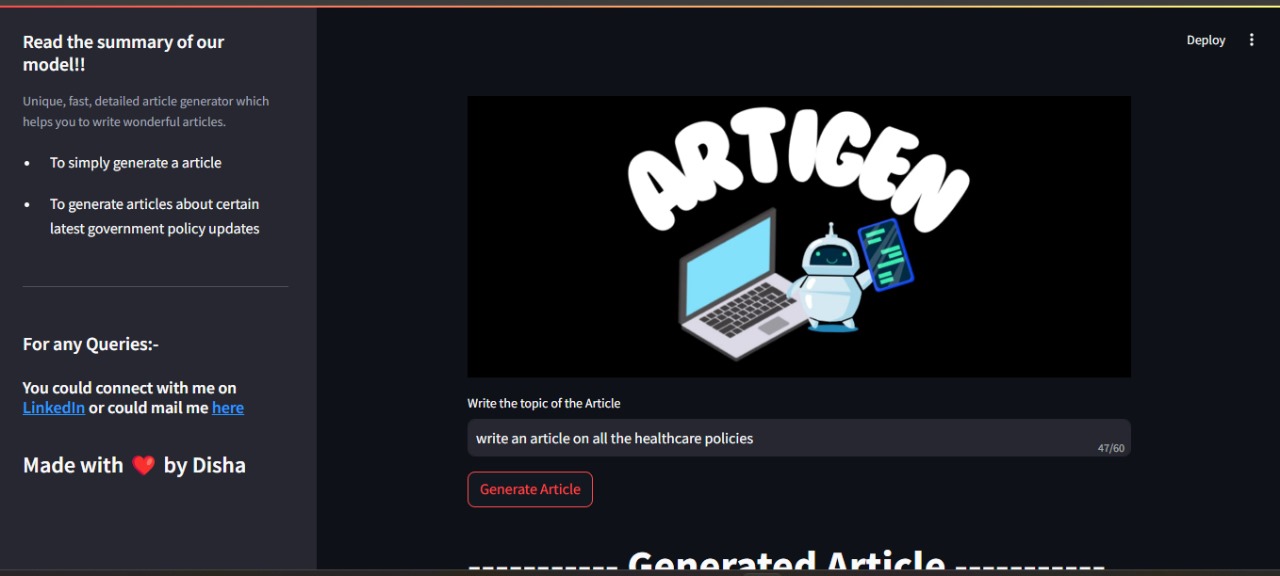 Read the summary of our
model!!
Unique, fast, detailed article generator which
helps you to write wonderful articles.
• To simply generate a article
• To generate articles about certain
latest government policy updates
For any Queries:-
You could connect with me on
LinkedIn or could mail me here
Made with ❤️ by Disha
Deploy
ARTIGEN
Write the topic of the Article
write an article on all the healthcare policies
47/60
Generate Article
----------- Generated Article -----------